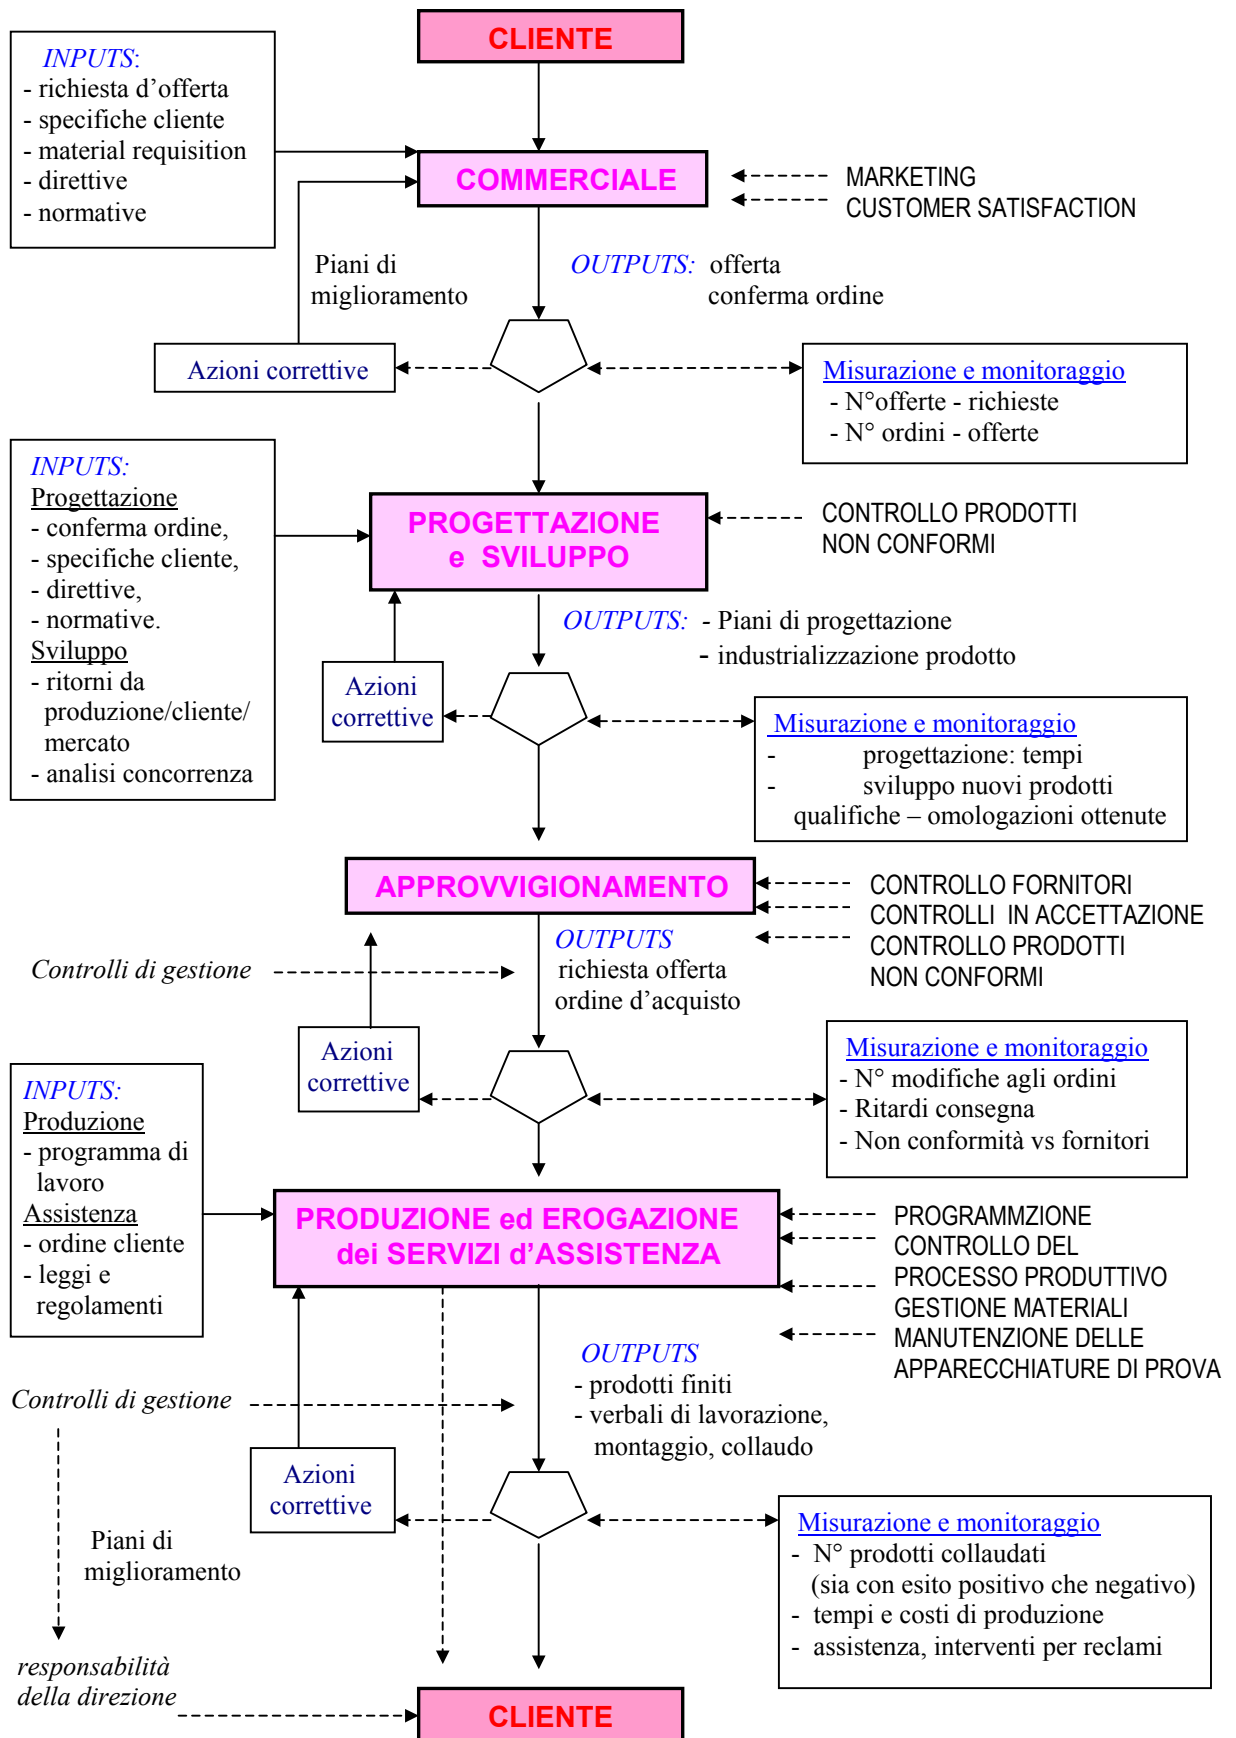 CLIENTE
INPUTS:
- richiesta d’offerta
- specifiche cliente
- material requisition
- direttive
- normative
COMMERCIALE
MARKETING
CUSTOMER SATISFACTION
Piani di
miglioramento
OUTPUTS: offerta
conferma ordine
Azioni correttive
Misurazione e monitoraggio
- N°offerte - richieste
- N° ordini - offerte
INPUTS:
Progettazione
- conferma ordine,
- specifiche cliente,
- direttive,
- normative.
Sviluppo
- ritorni da
produzione/cliente/
mercato
- analisi concorrenza
PROGETTAZIONE
e SVILUPPO
CONTROLLO PRODOTTI
NON CONFORMI
OUTPUTS: - Piani di progettazione
- industrializzazione prodotto
Azioni
correttive
Misurazione e monitoraggio
- progettazione: tempi
- sviluppo nuovi prodotti
qualifiche – omologazioni ottenute
APPROVVIGIONAMENTO
CONTROLLO FORNITORI
CONTROLLI IN ACCETTAZIONE
CONTROLLO PRODOTTI
NON CONFORMI
Controlli di gestione
OUTPUTS
richiesta offerta
ordine d’acquisto
Azioni
correttive
Misurazione e monitoraggio
- N° modifiche agli ordini
- Ritardi consegna
- Non conformità vs fornitori
INPUTS:
Produzione
- programma di
lavoro
Assistenza
- ordine cliente
- leggi e
regolamenti
PRODUZIONE ed EROGAZIONE
dei SERVIZI d’ASSISTENZA
PROGRAMMZIONE
CONTROLLO DEL
PROCESSO PRODUTTIVO
GESTIONE MATERIALI
MANUTENZIONE DELLE
APPARECCHIATURE DI PROVA
OUTPUTS
- prodotti finiti
- verbali di lavorazione,
montaggio, collaudo
Controlli di gestione
Azioni
correttive
Piani di
miglioramento
Misurazione e monitoraggio
- N° prodotti collaudati
(sia con esito positivo che negativo)
- tempi e costi di produzione
- assistenza, interventi per reclami
responsabilità
della direzione
CLIENTE